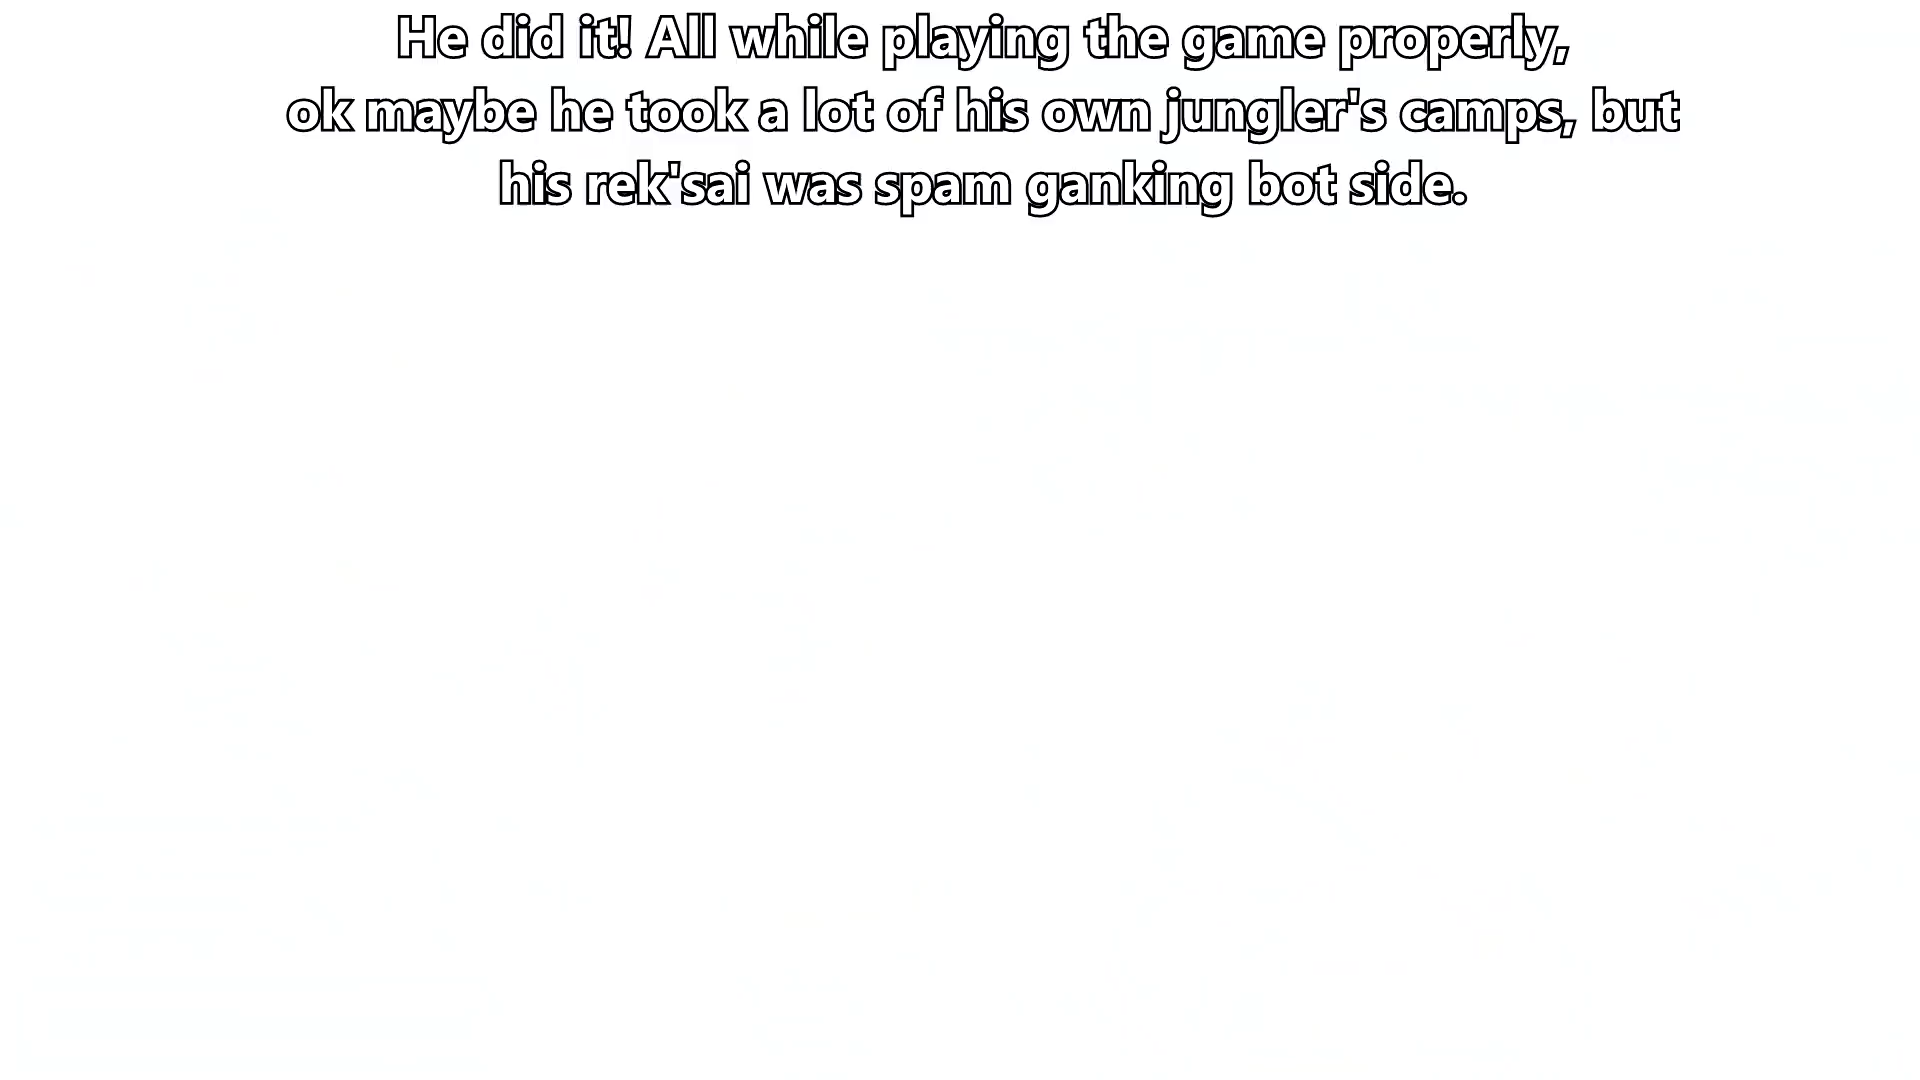 He did it! All while playing the game properly,
ok maybe he took a lot of his own jungler's camps, but
his rek'sai was spam ganking bot side.